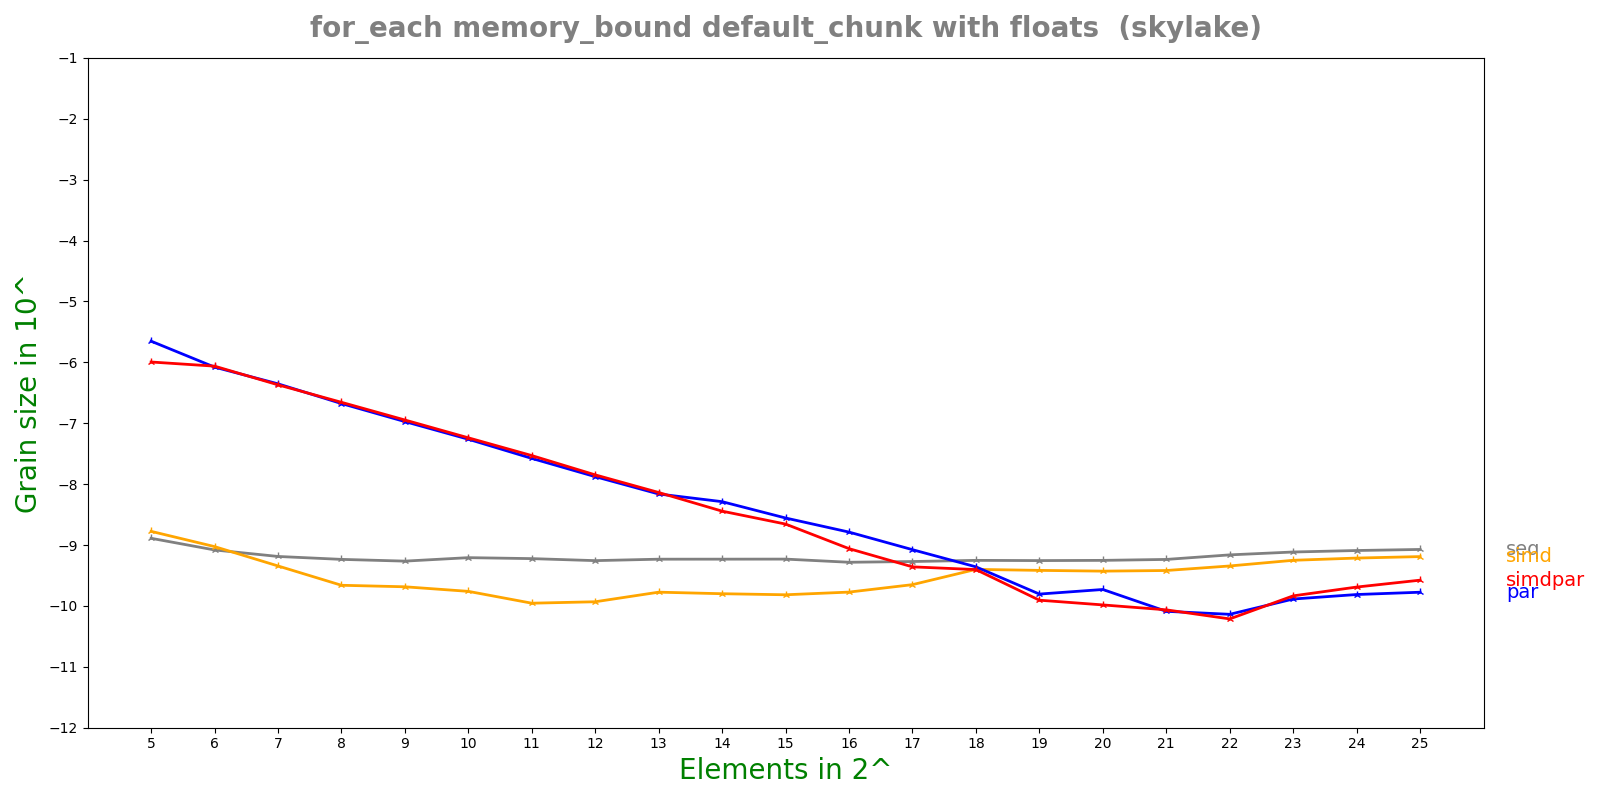 for_each memory_bound default_chunk with floats (skylake)
Grain size in 10^
−1
−2
−3
−4
−5
−6
−7
−8
−9
−10
−11
−12
seq
simd
simdpar
par
5 6 7 8 9 10 11 12 13 14 15 16 17 18 19 20 21 22 23 24 25
Elements in 2^